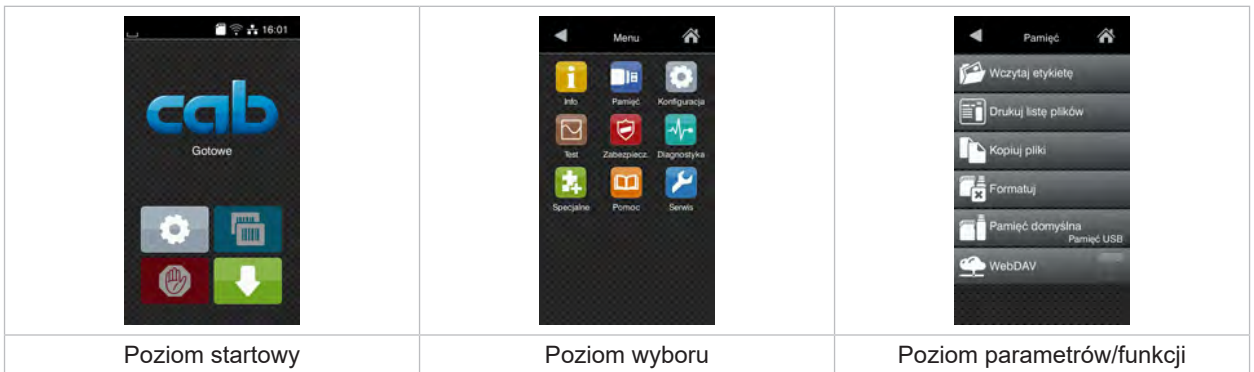 16:01
cab
Gotowe
Poziom startowy
Menu
Info Pamięć Konfiguracja
Test Zabezpiecz. Diagnostyka
Specjalne Pomoc Serwis
Poziom wyboru
Pamięć
Wczytaj etykietę
Drukuj listę plików
Kopiuj pliki
Formatuj
Pamięć domyślna
Pamięć USB
WebDAV
Poziom parametrów/funkcji